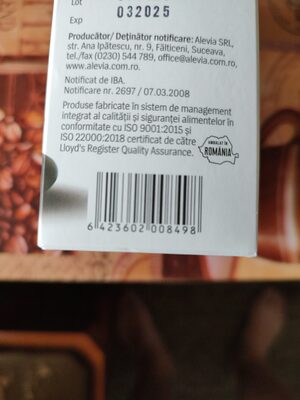 Lot
032025
Exp
Producător/ Deținător notificare: Alevia SRL,
str. Ana Ipătescu, nr. 9, Fălticeni, Suceava,
tel./fax (0230) 544 789, office@alevia.com.ro,
www.alevia.com.ro
Notificat de IBA.
Notificare nr. 2697 / 07.03.2008
Produse fabricate în sistem de management
integrat al calității și siguranței alimentelor în
conformitate cu ISO 9001:2015 și
ISO 22000:2018 certificat de către
Lloyd's Register Quality Assurance.
AMBALAT ÎN
ROMÂNIA
6 423602 008498